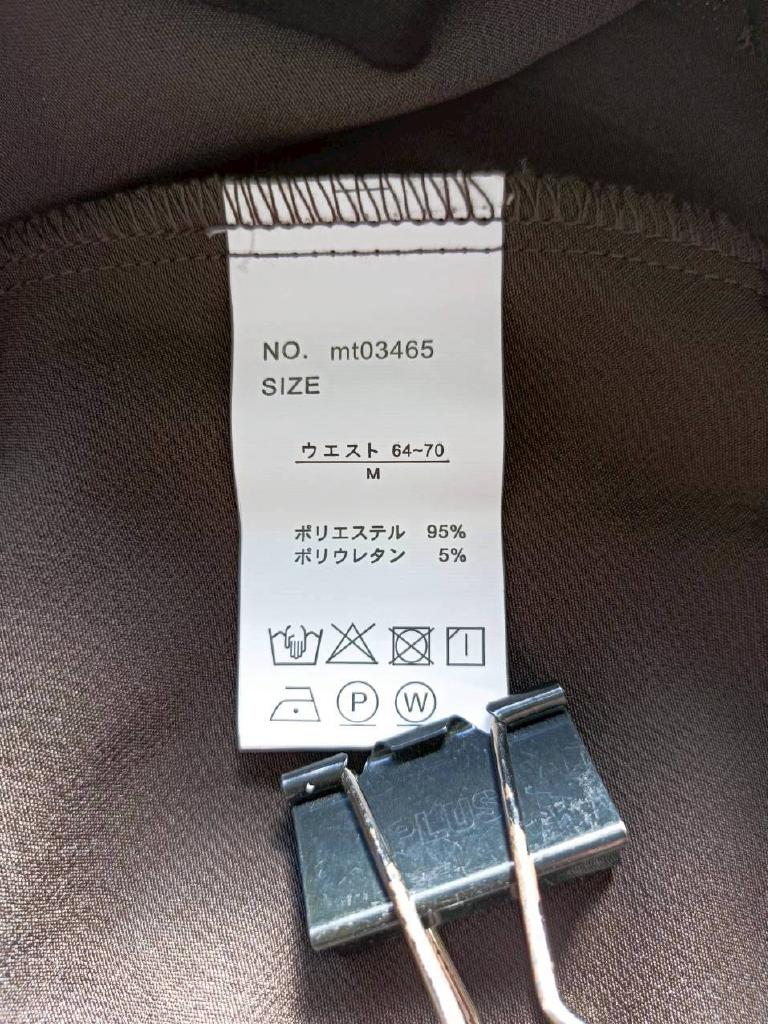 NO. mt03465
SIZE
ウエスト 64~70
M
ポリエステル 95%
ポリウレタン 5%
P W
PLUS